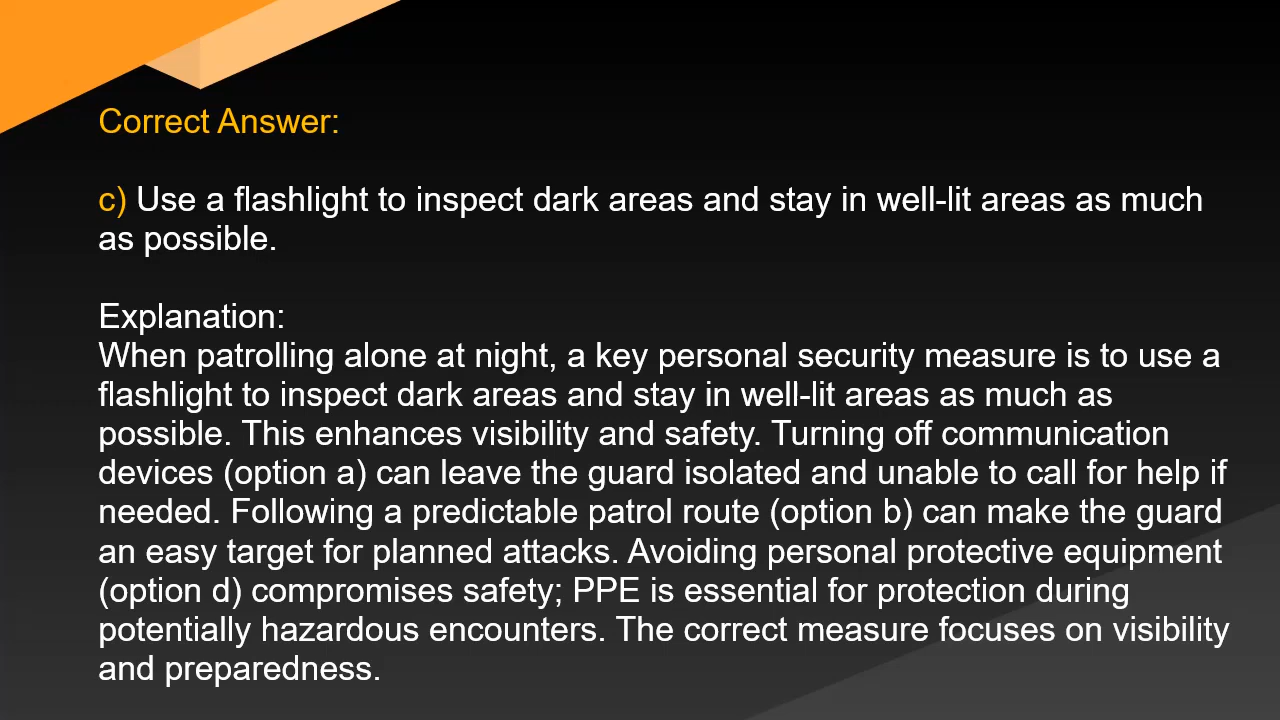 Correct Answer:
c) Use a flashlight to inspect dark areas and stay in well-lit areas as much
as possible.
Explanation:
When patrolling alone at night, a key personal security measure is to use a
flashlight to inspect dark areas and stay in well-lit areas as much as
possible. This enhances visibility and safety. Turning off communication
devices (option a) can leave the guard isolated and unable to call for help if
needed. Following a predictable patrol route (option b) can make the guard
an easy target for planned attacks. Avoiding personal protective equipment
(option d) compromises safety; PPE is essential for protection during
potentially hazardous encounters. The correct measure focuses on visibility
and preparedness.